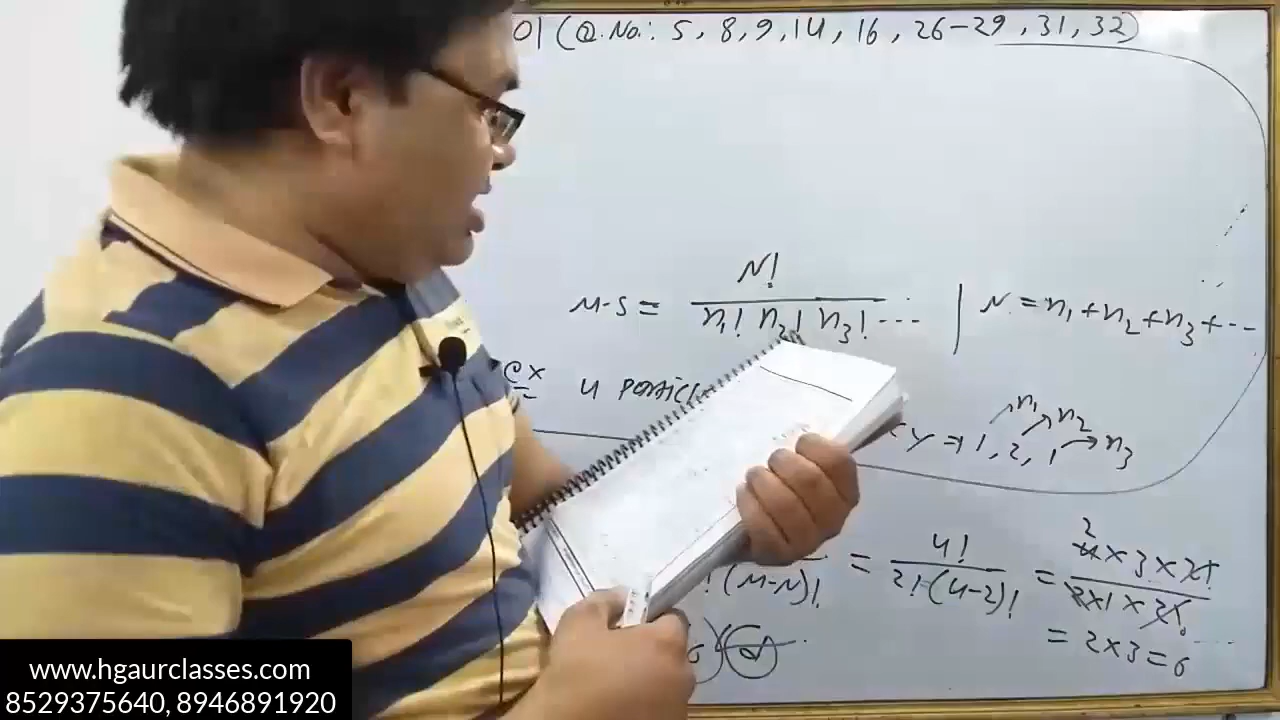 01 (Q.No: 5, 8, 9, 14, 16, 26-29, 31, 32)
M-S = N! / n₁! n₂! n₃! ... | N = n₁+n₂+n₃+...
ex 4
⇒ 1, 2, 1 n₁ n₂ n₃
! (M-N)! = 4! / 2!-(4-2)! = 2 4×3×2! / 2×1×2!
= 2×3=6
www.hgaurclasses.com
8529375640, 8946891920